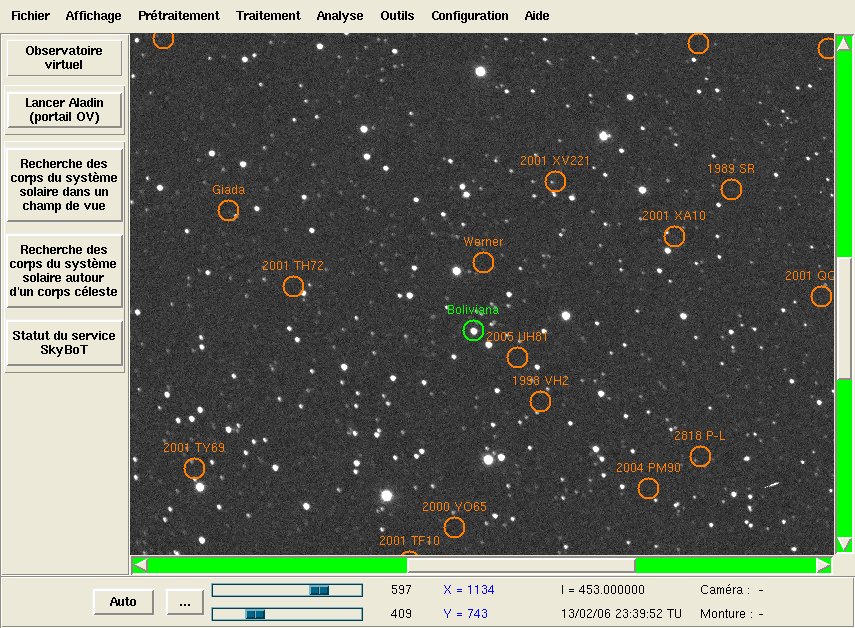 Fichier Affichage Prétraitement Traitement Analyse Outils Configuration Aide
Observatoire
virtuel
Lancer Aladin
(portail OV)
Recherche des
corps du système
solaire dans un
champ de vue
Recherche des
corps du système
solaire autour
d'un corps céleste
Statut du service
SkyBoT
2001 XV221
1989 SR
Giada
2001 XA10
Werner
2001 TH72
2001 QC
Boliviana
2005 UH81
1998 VH2
2818 P-L
2001 TY69
2004 PM90
2000 YO65
2001 TF10
Auto
...
597 X = 1134 I = 453.000000 Caméra : -
409 Y = 743 13/02/06 23:39:52 TU Monture : -